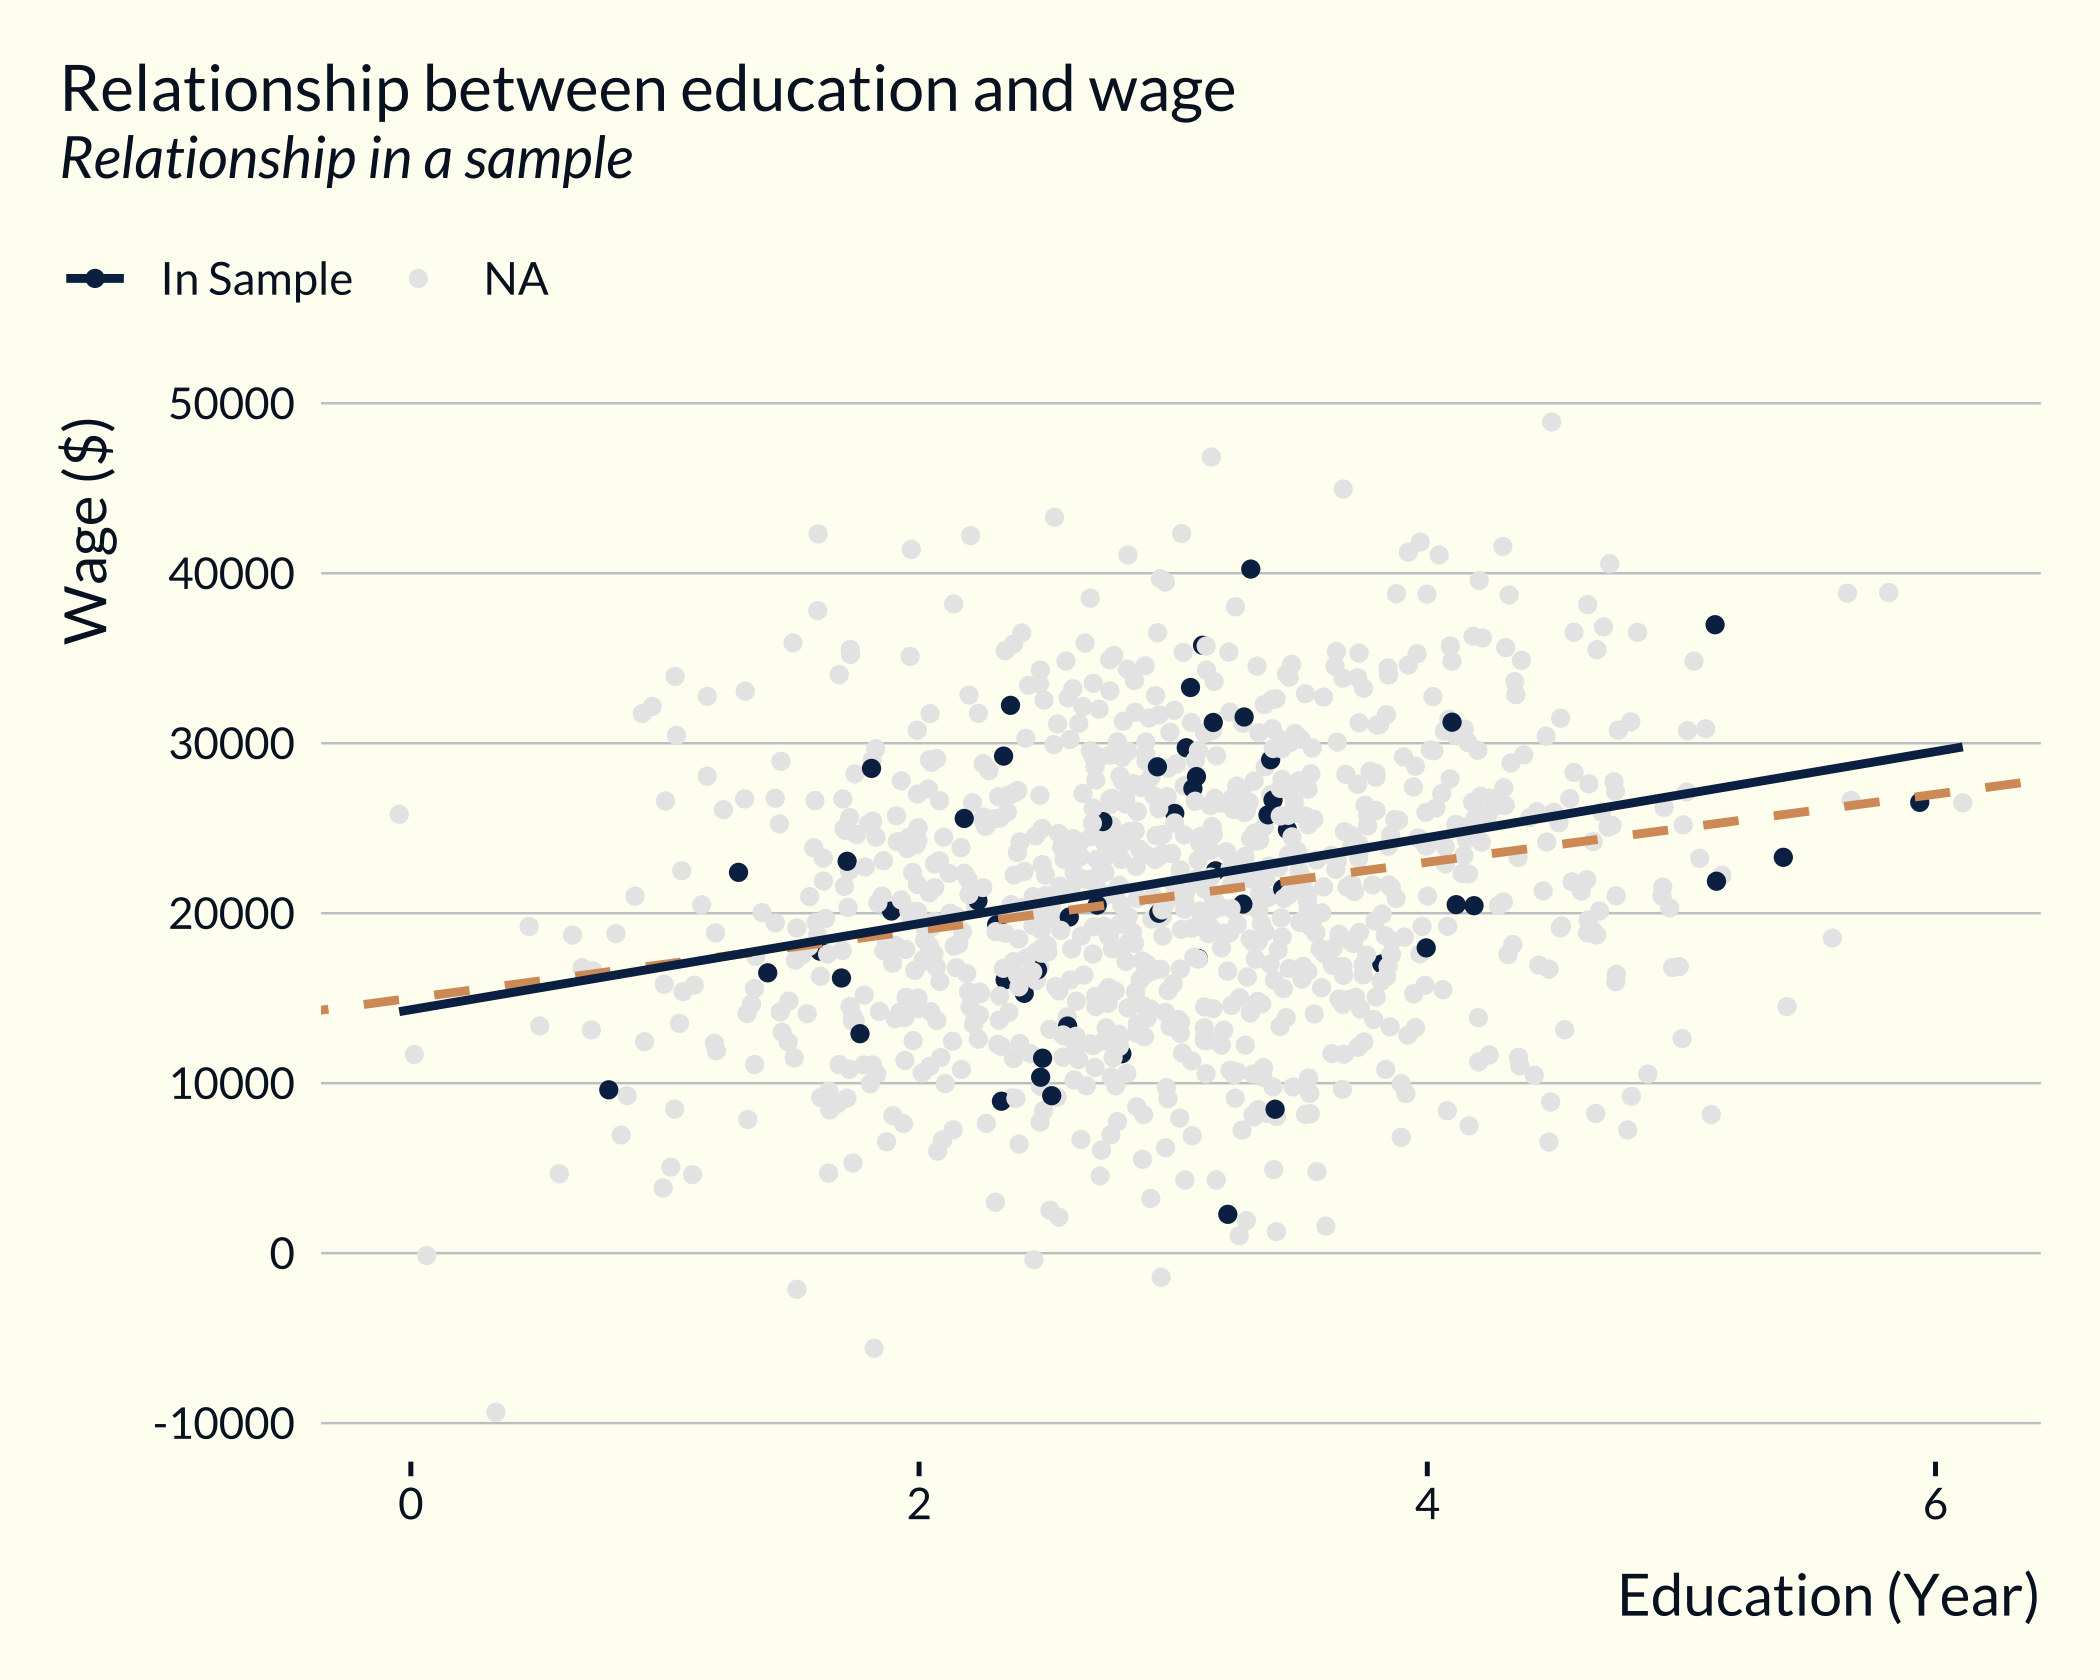 Relationship between education and wage
Relationship in a sample
In Sample NA
Wage ($)
50000
40000
30000
20000
10000
0
-10000
0 2 4 6
Education (Year)